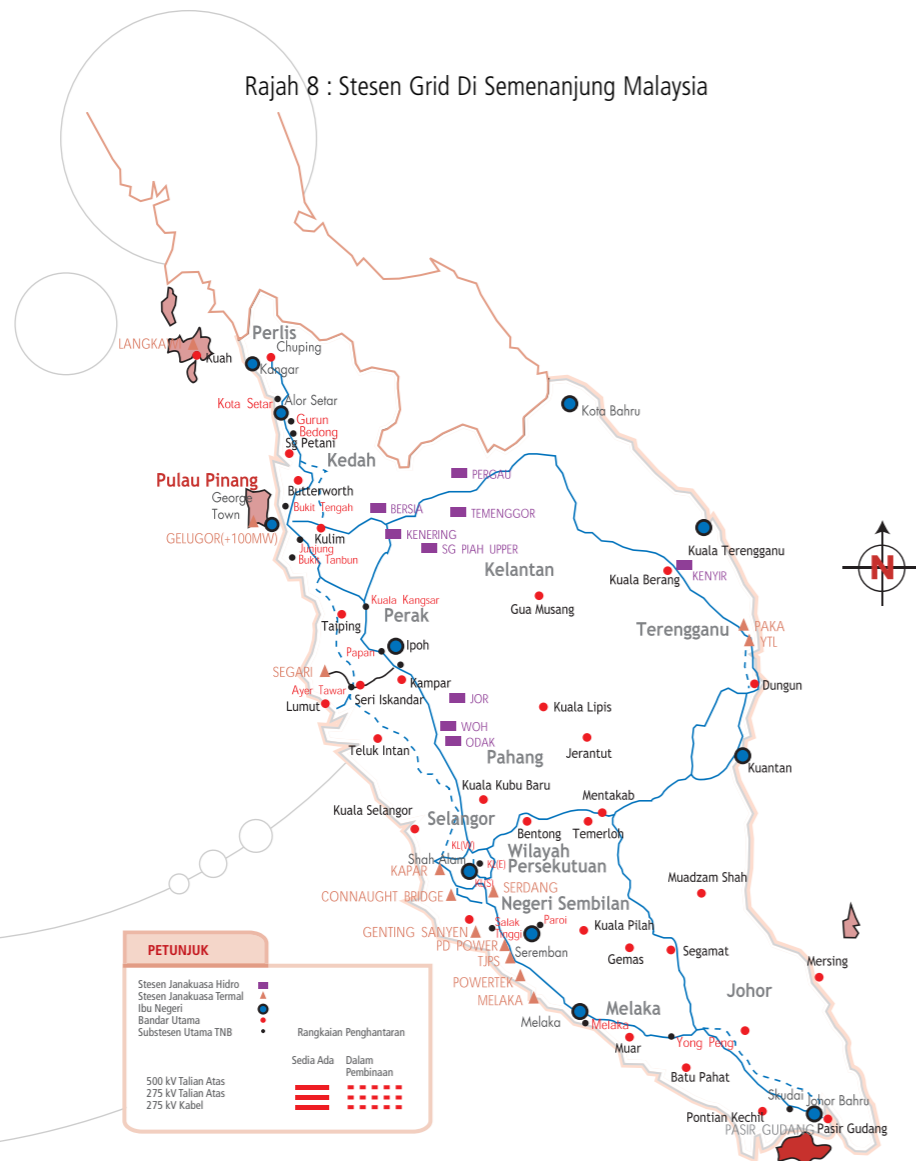 Rajah 8 : Stesen Grid Di Semenanjung Malaysia
Perlis
LANGKAWI
Kuah
Chuping
Kangar
Kota Setar
Alor Setar
Gurun
Bedong
Sg Petani
Kedah
Kota Bahru
Pulau Pinang
George
Town
Butterworth
Bukit Tengah
GELUGOR(+100MW)
Kulim
Junjung
Bukit Tanbun
PERGAU
BERSIA
TEMENGGOR
KENERING
SG PIAH UPPER
Kuala Terengganu
KENYIR
Kuala Berang
Kelantan
Gua Musang
Kuala Kangsar
Perak
Taiping
Terengganu
PAKA
YTL
Papan
Ipoh
SEGARI
Ayer Tawar
Seri Iskandar
Kampar
Lumut
Dungun
JOR
WOH
ODAK
Kuala Lipis
Teluk Intan
Pahang
Jerantut
Kuantan
Kuala Kubu Baru
Mentakab
Kuala Selangor
Selangor
Bentong
Temerloh
KL(W)
Wilayah
Persekutuan
Shah Alam
KL(E)
KAPAR
KL(S)
SERDANG
CONNAUGHT BRIDGE
Muadzam Shah
Negeri Sembilan
Salak
Tinggi
Paroi
GENTING SANYEN
Kuala Pilah
PD POWER
Seremban
TJPS
Gemas
Segamat
POWERTEK
MELAKA
Mersing
Johor
Melaka
Melaka
Melaka
Muar
Yong Peng
Batu Pahat
Skudai
Johor Bahru
Pontian Kechil
PASIR GUDANG
Pasir Gudang
N
PETUNJUK
Stesen Janakuasa Hidro
Stesen Janakuasa Termal
Ibu Negeri
Bandar Utama
Substesen Utama TNB
Rangkaian Penghantaran
Sedia Ada
Dalam
Pembinaan
500 kV Talian Atas
275 kV Talian Atas
275 kV Kabel